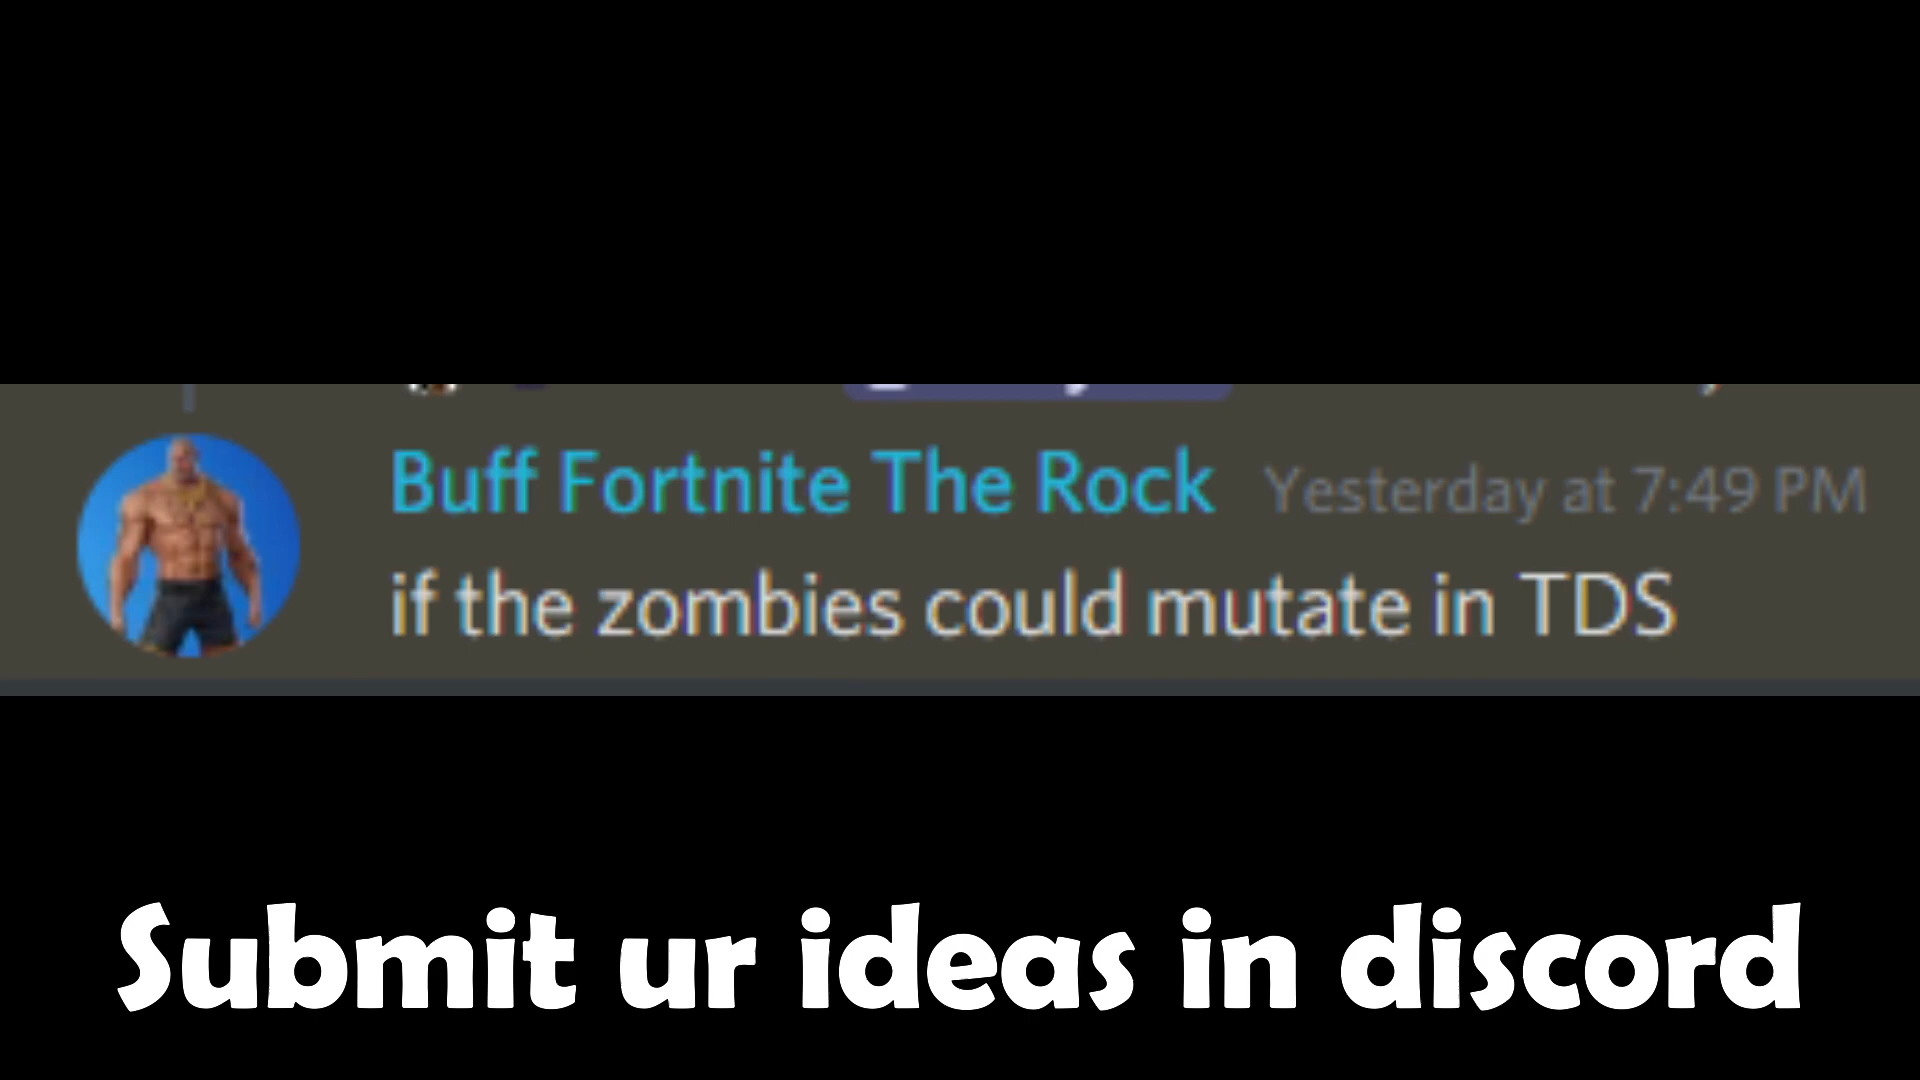 Buff Fortnite The Rock Yesterday at 7:49 PM
if the zombies could mutate in TDS
Submit ur ideas in discord